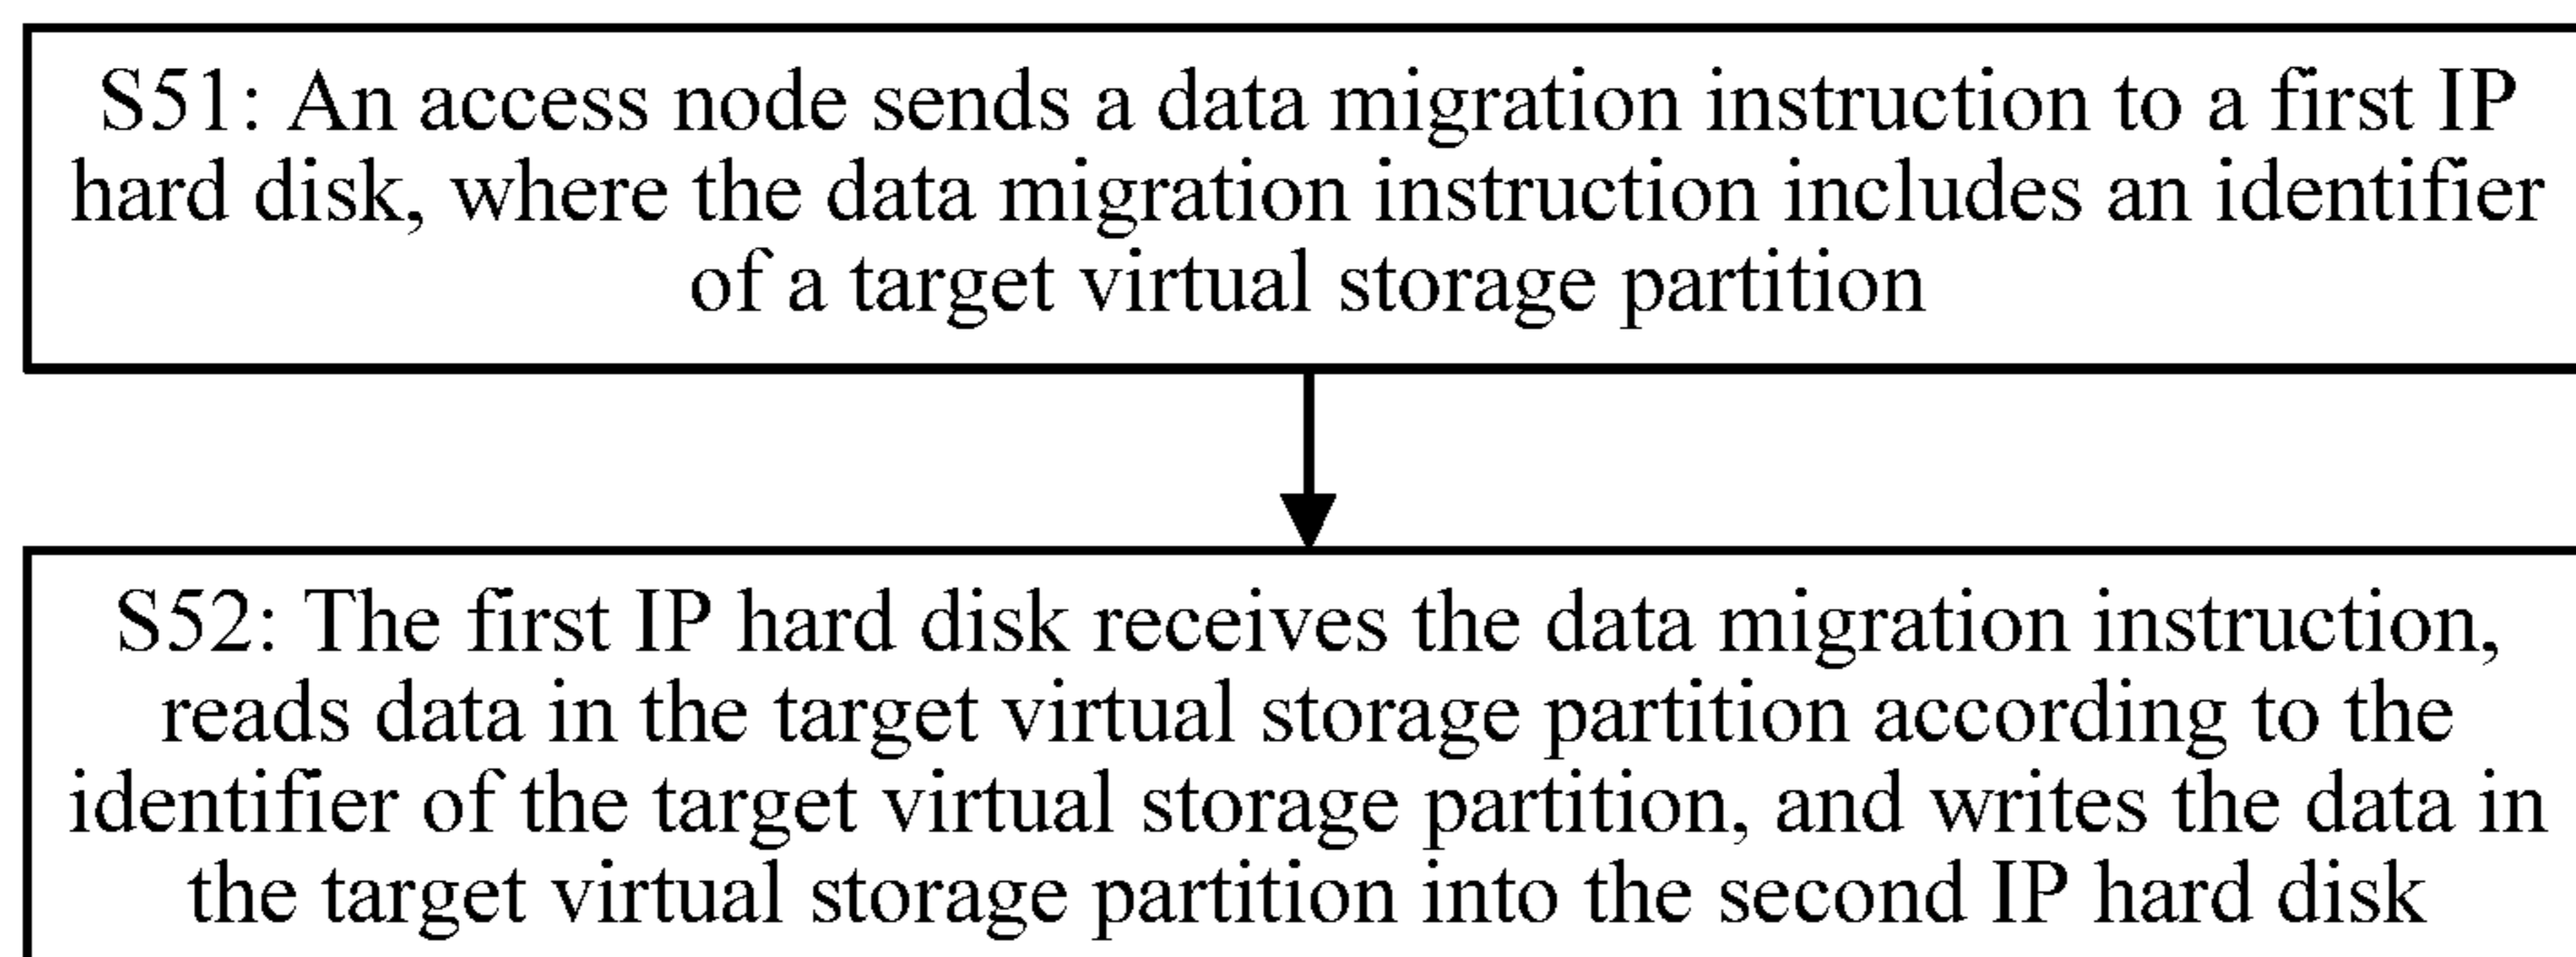 S51: An access node sends a data migration instruction to a first IP
hard disk, where the data migration instruction includes an identifier
of a target virtual storage partition
S52: The first IP hard disk receives the data migration instruction,
reads data in the target virtual storage partition according to the
identifier of the target virtual storage partition, and writes the data in
the target virtual storage partition into the second IP hard disk